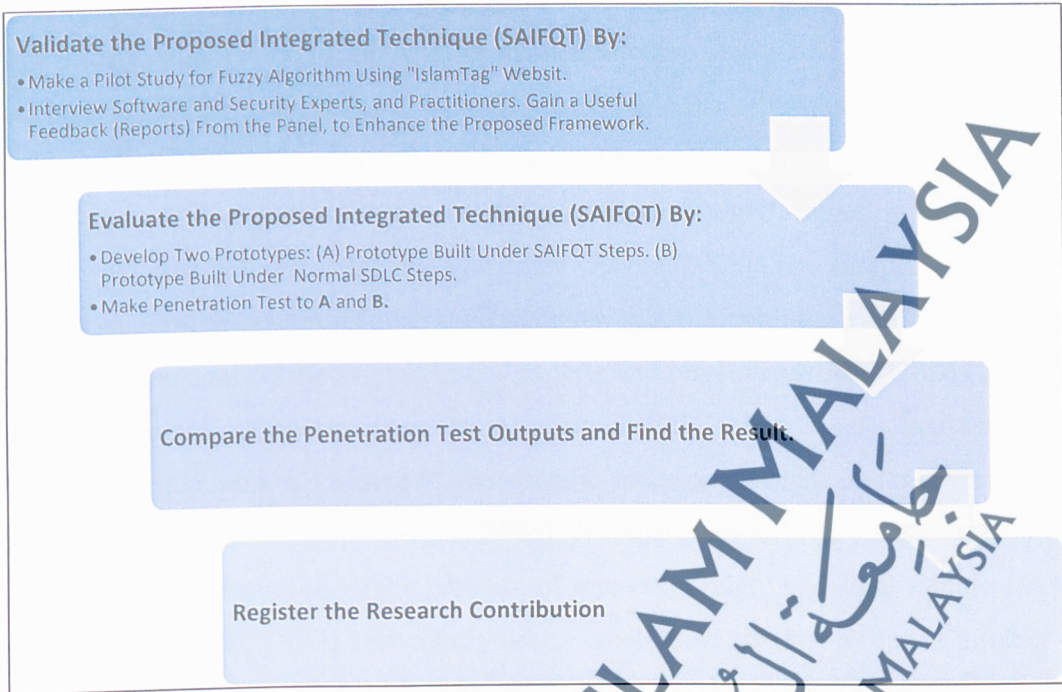 Validate the Proposed Integrated Technique (SAIFQT) By:
• Make a Pilot Study for Fuzzy Algorithm Using "IslamTag" Websit.
• Interview Software and Security Experts, and Practitioners. Gain a Useful
Feedback (Reports) From the Panel, to Enhance the Proposed Framework.
Evaluate the Proposed Integrated Technique (SAIFQT) By:
• Develop Two Prototypes: (A) Prototype Built Under SAIFQT Steps. (B)
Prototype Built Under Normal SDLC Steps.
• Make Penetration Test to A and B.
Compare the Penetration Test Outputs and Find the Result.
Register the Research Contribution
LAM MALAYSIA
جامعة
MALAYSIA